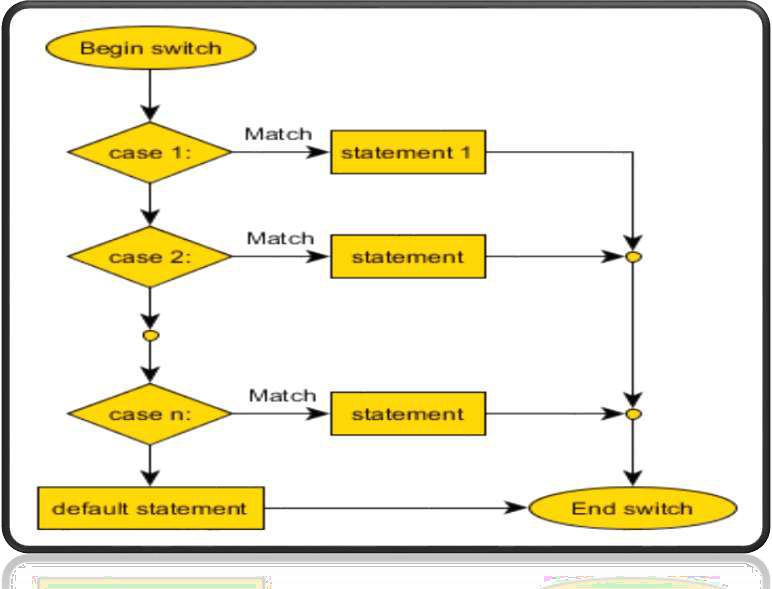 Begin switch
case 1:
Match
statement 1
case 2:
Match
statement
case n:
Match
statement
default statement
End switch